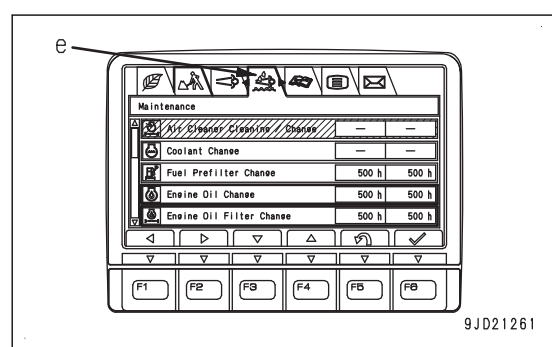 e
Maintenance
Air Cleaner Cleaning / Change — —
Coolant Change — —
Fuel Prefilter Change 500 h 500 h
Engine Oil Change 500 h 500 h
Engine Oil Filter Change 500 h 500 h
F1 F2 F3 F4 F5 F6
9JD21261